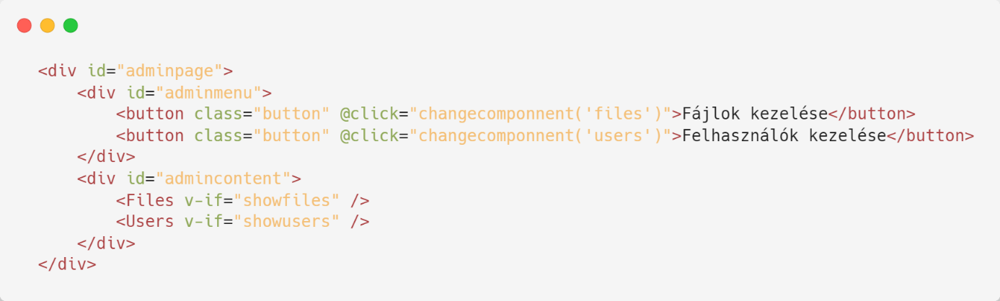 <div id="adminpage">
    <div id="adminmenu">
        <button class="button" @click="changecomponnent('files')">Fájlok kezelése</button>
        <button class="button" @click="changecomponnent('users')">Felhasználók kezelése</button>
    </div>
    <div id="admincontent">
        <Files v-if="showfiles" />
        <Users v-if="showusers" />
    </div>
</div>